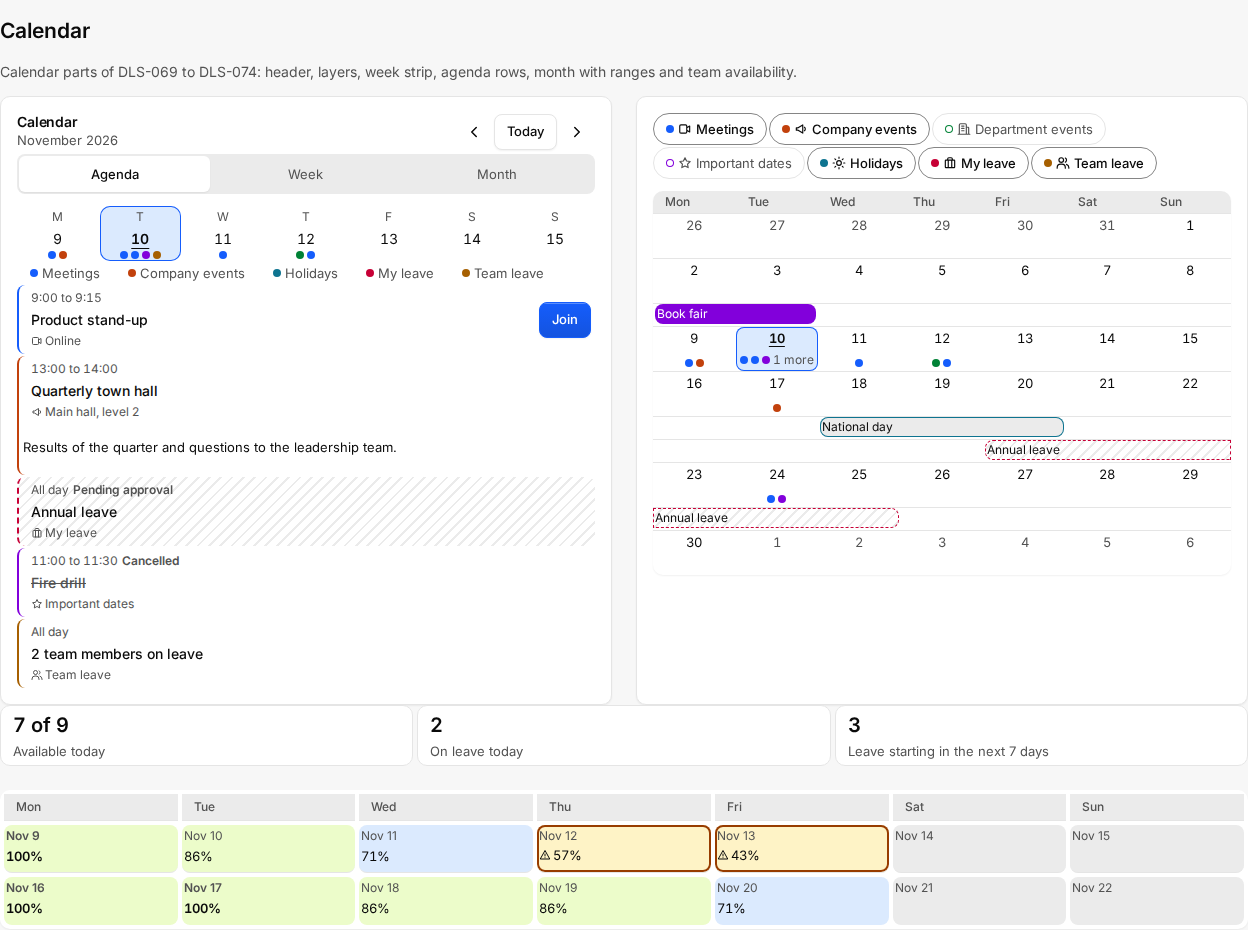 Calendar
Calendar parts of DLS-069 to DLS-074: header, layers, week strip, agenda rows, month with ranges and team availability.
Calendar
November 2026
Today
Agenda Week Month
M T W T F S S
9 10 11 12 13 14 15
Meetings Company events Holidays My leave Team leave
9:00 to 9:15
Product stand-up
Online
Join
13:00 to 14:00
Quarterly town hall
Main hall, level 2
Results of the quarter and questions to the leadership team.
All day Pending approval
Annual leave
My leave
11:00 to 11:30 Cancelled
Fire drill
Important dates
All day
2 team members on leave
Team leave
Meetings Company events Department events
Important dates Holidays My leave Team leave
Mon Tue Wed Thu Fri Sat Sun
26 27 28 29 30 31 1
2 3 4 5 6 7 8
Book fair
9 10 11 12 13 14 15
1 more
16 17 18 19 20 21 22
National day
Annual leave
23 24 25 26 27 28 29
Annual leave
30 1 2 3 4 5 6
7 of 9
Available today
2
On leave today
3
Leave starting in the next 7 days
Mon Tue Wed Thu Fri Sat Sun
Nov 9 Nov 10 Nov 11 Nov 12 Nov 13 Nov 14 Nov 15
100% 86% 71% 57% 43%
Nov 16 Nov 17 Nov 18 Nov 19 Nov 20 Nov 21 Nov 22
100% 100% 86% 86% 71%